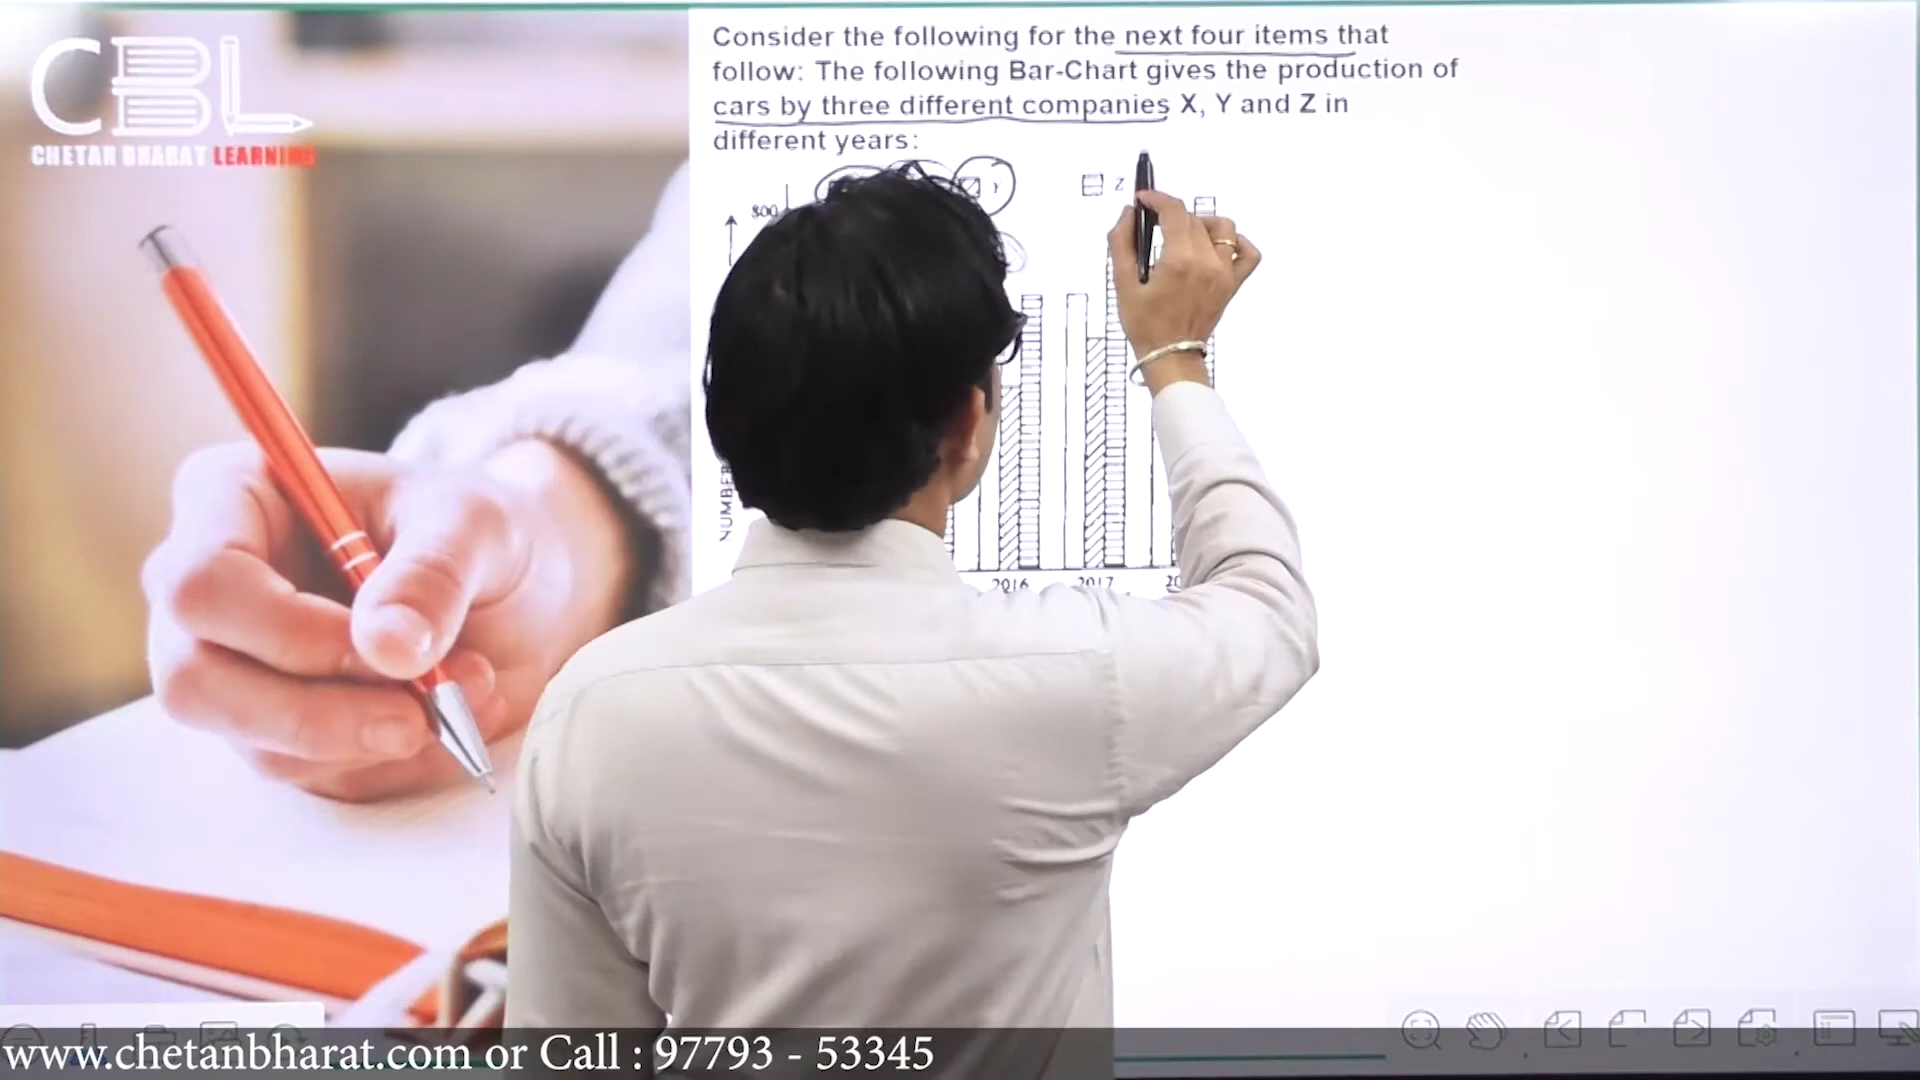 CBL
CHETAN BHARAT LEARNING
Consider the following for the next four items that
follow: The following Bar-Chart gives the production of
cars by three different companies X, Y and Z in
different years:
Y
Z
800
NUMBER
2016
2017
www.chetanbharat.com or Call : 97793 - 53345